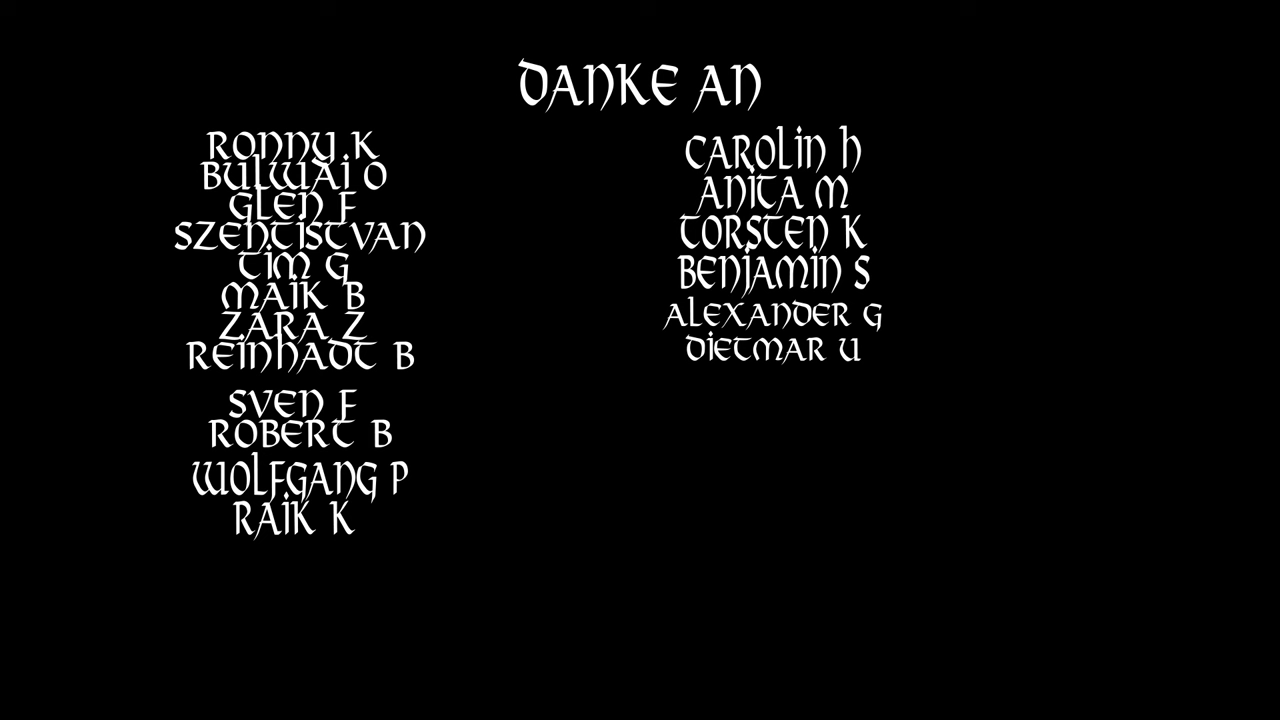 DANKE AN
RONNY K
BULWAI O
GLEN F
SZENTISTVAN
TIM G
MAIK B
ZARA Z
REINHADT B
SVEN F
ROBERT B
WOLFGANG P
RAIK K
CAROLIN H
ANITA M
TORSTEN K
BENJAMIN S
ALEXANDER G
DIETMAR U